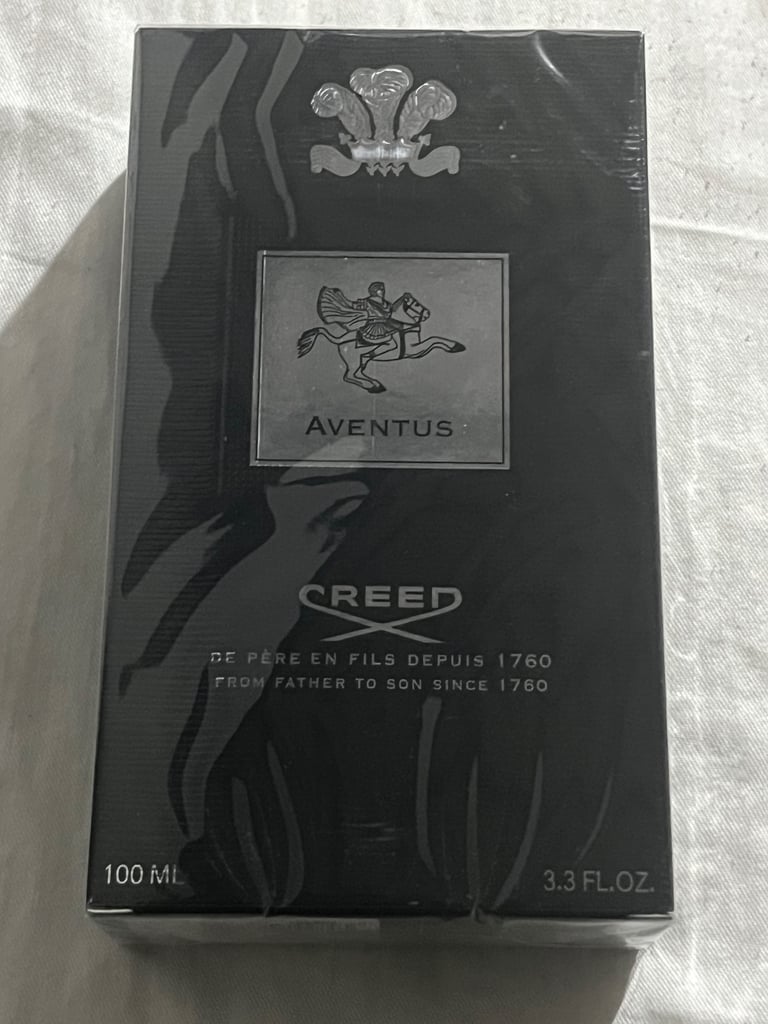 AVENTUS
CREED
DE PÈRE EN FILS DEPUIS 1760
FROM FATHER TO SON SINCE 1760
100 ML
3.3 FL.OZ.